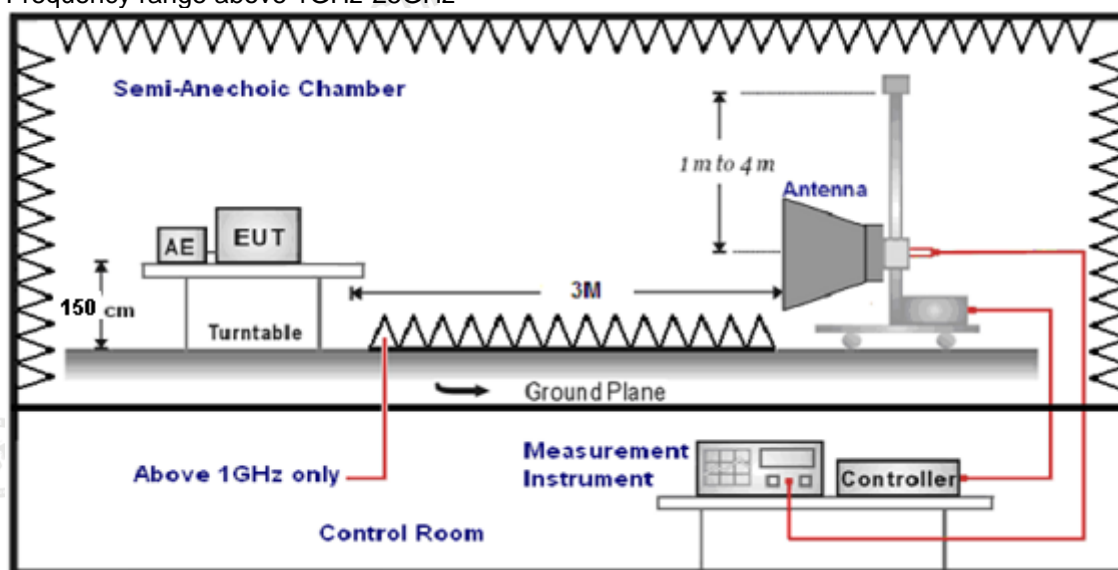 Frequency range above 1GHz-25GHz
Semi-Anechoic Chamber
1 m to 4 m
Antenna
AE
EUT
150 cm
3M
Turntable
Ground Plane
Above 1GHz only
Measurement
Instrument
Controller
Control Room